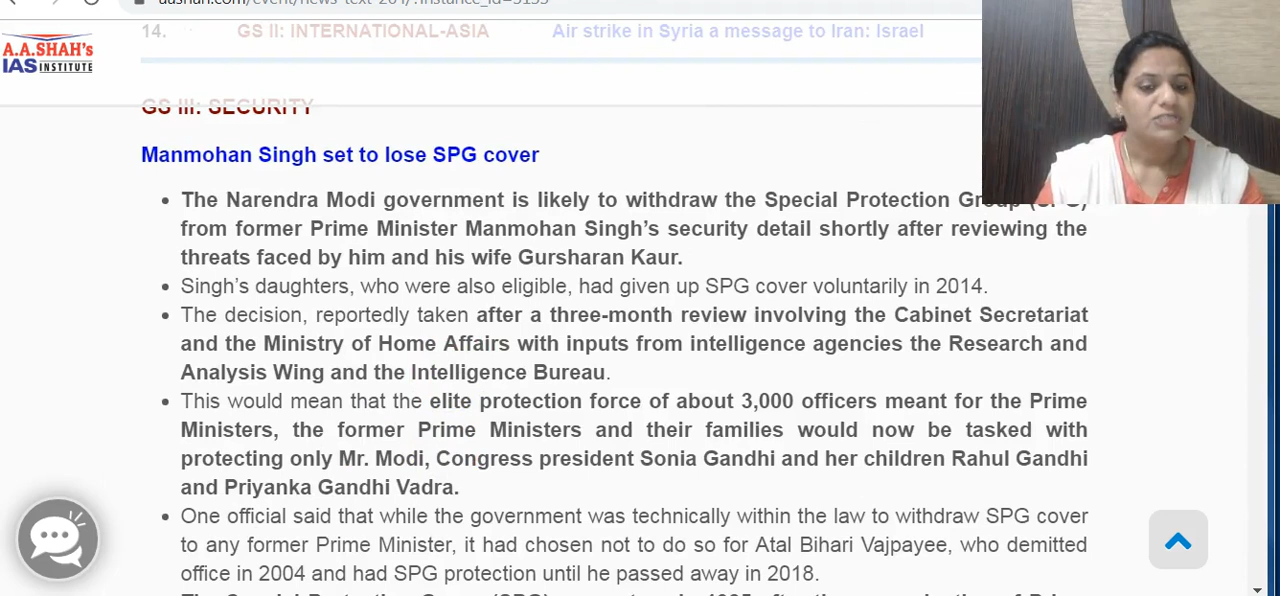 14. GS II: INTERNATIONAL-ASIA Air strike in Syria a message to Iran: Israel
A.A.SHAH's
IAS INSTITUTE
GS III: SECURITY
Manmohan Singh set to lose SPG cover
• The Narendra Modi government is likely to withdraw the Special Protection Group
from former Prime Minister Manmohan Singh's security detail shortly after reviewing the
threats faced by him and his wife Gursharan Kaur.
• Singh's daughters, who were also eligible, had given up SPG cover voluntarily in 2014.
• The decision, reportedly taken after a three-month review involving the Cabinet Secretariat
and the Ministry of Home Affairs with inputs from intelligence agencies the Research and
Analysis Wing and the Intelligence Bureau.
• This would mean that the elite protection force of about 3,000 officers meant for the Prime
Ministers, the former Prime Ministers and their families would now be tasked with
protecting only Mr. Modi, Congress president Sonia Gandhi and her children Rahul Gandhi
and Priyanka Gandhi Vadra.
• One official said that while the government was technically within the law to withdraw SPG cover
to any former Prime Minister, it had chosen not to do so for Atal Bihari Vajpayee, who demitted
office in 2004 and had SPG protection until he passed away in 2018.